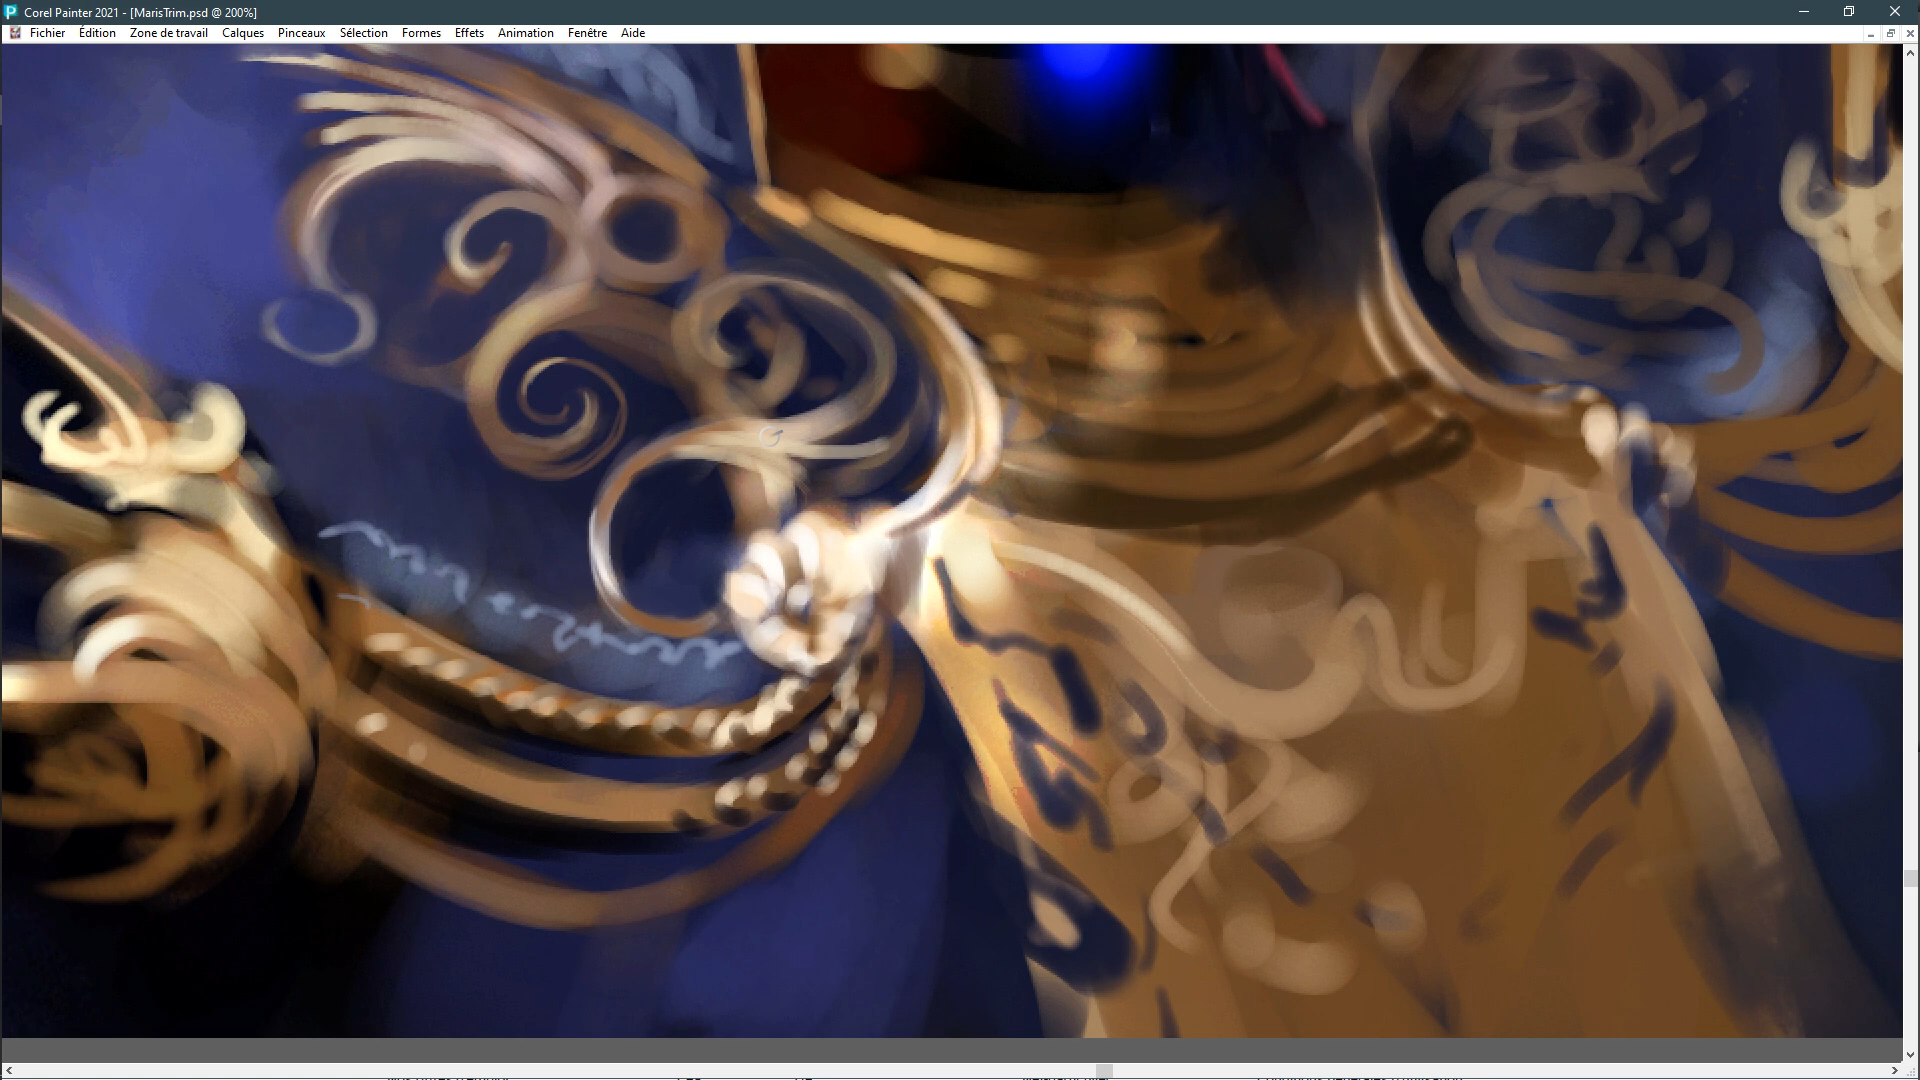 Corel Painter 2021 - [MarisTrim.psd @ 200%]
Fichier Édition Zone de travail Calques Pinceaux Sélection Formes Effets Animation Fenêtre Aide